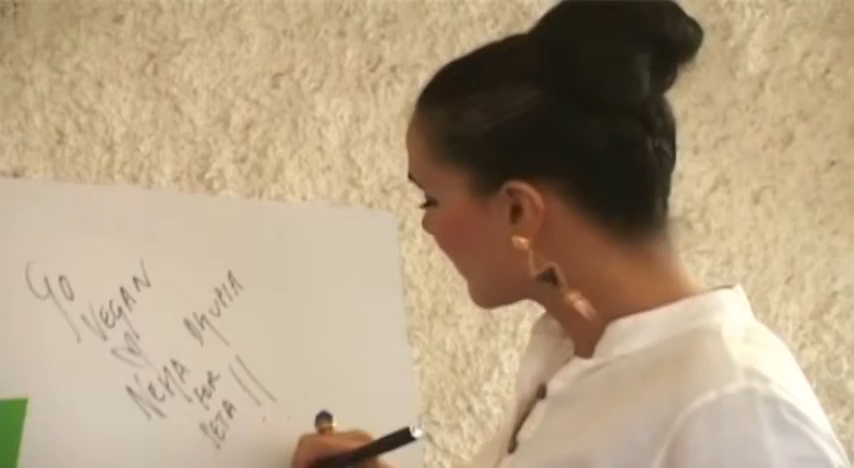 Go
VEGAN
NEHA DHUPIA
FOR
PETA !!